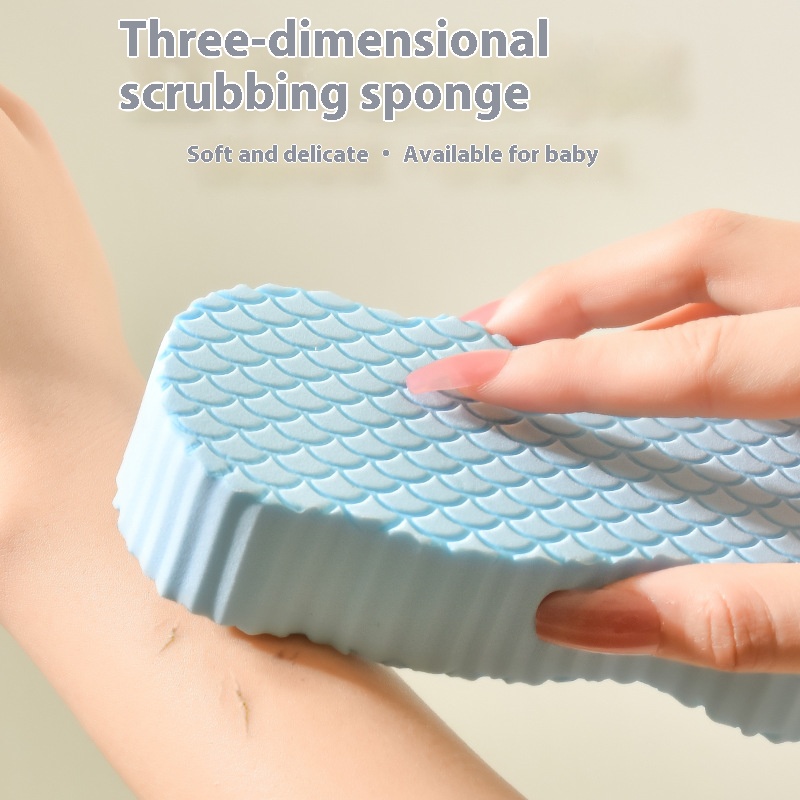 Three-dimensional
scrubbing sponge
Soft and delicate • Available for baby